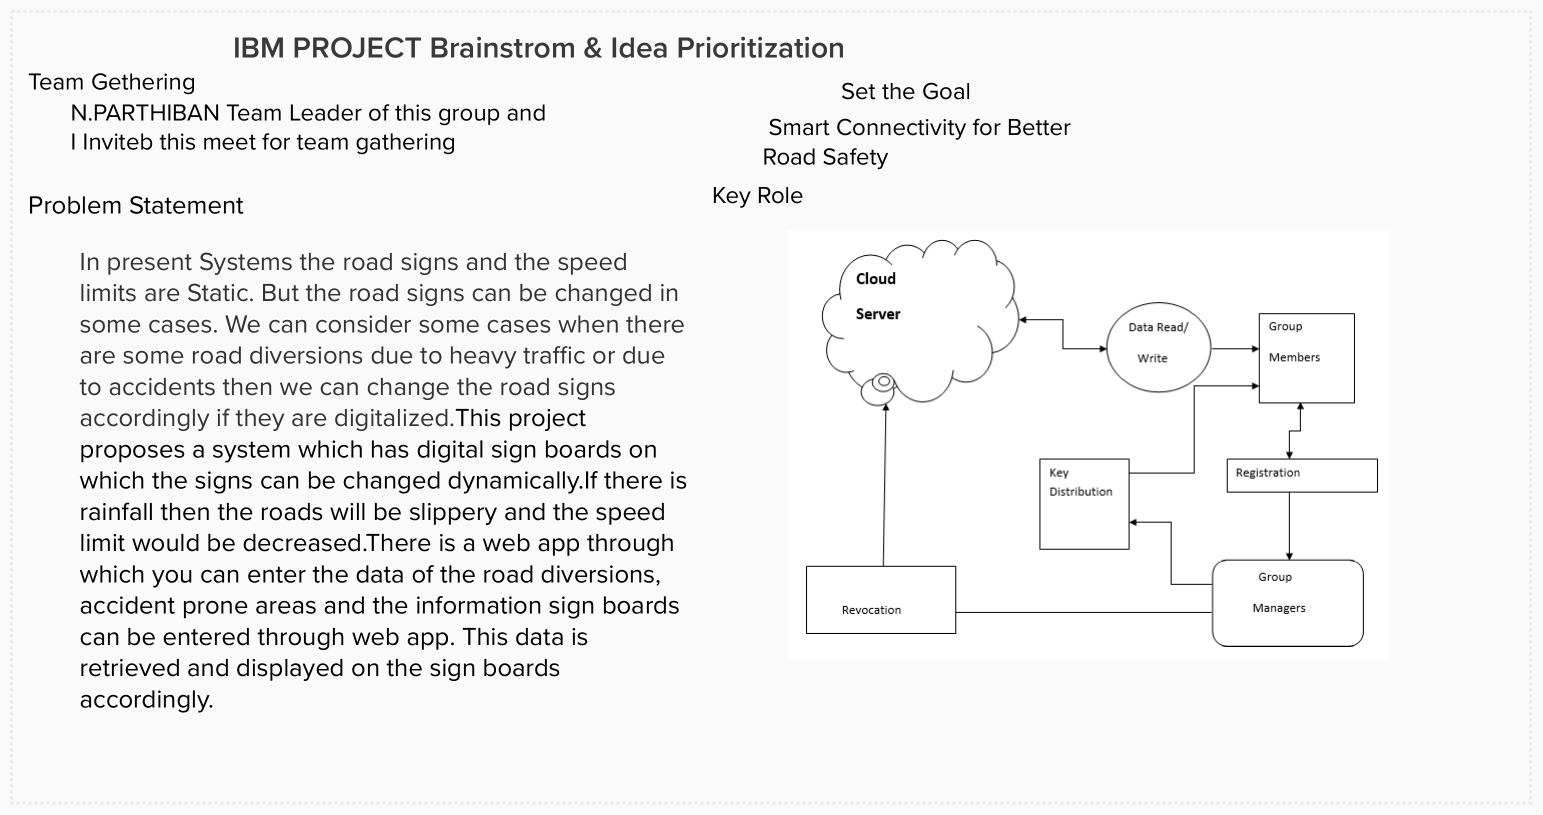 IBM PROJECT Brainstrom & Idea Prioritization
Team Gethering
N.PARTHIBAN Team Leader of this group and
I Inviteb this meet for team gathering
Problem Statement
In present Systems the road signs and the speed
limits are Static. But the road signs can be changed in
some cases. We can consider some cases when there
are some road diversions due to heavy traffic or due
to accidents then we can change the road signs
accordingly if they are digitalized.This project
proposes a system which has digital sign boards on
which the signs can be changed dynamically.If there is
rainfall then the roads will be slippery and the speed
limit would be decreased.There is a web app through
which you can enter the data of the road diversions,
accident prone areas and the information sign boards
can be entered through web app. This data is
retrieved and displayed on the sign boards
accordingly.
Set the Goal
Smart Connectivity for Better
Road Safety
Key Role
Cloud
Server
Data Read/
Write
Group
Members
Key
Distribution
Registration
Revocation
Group
Managers